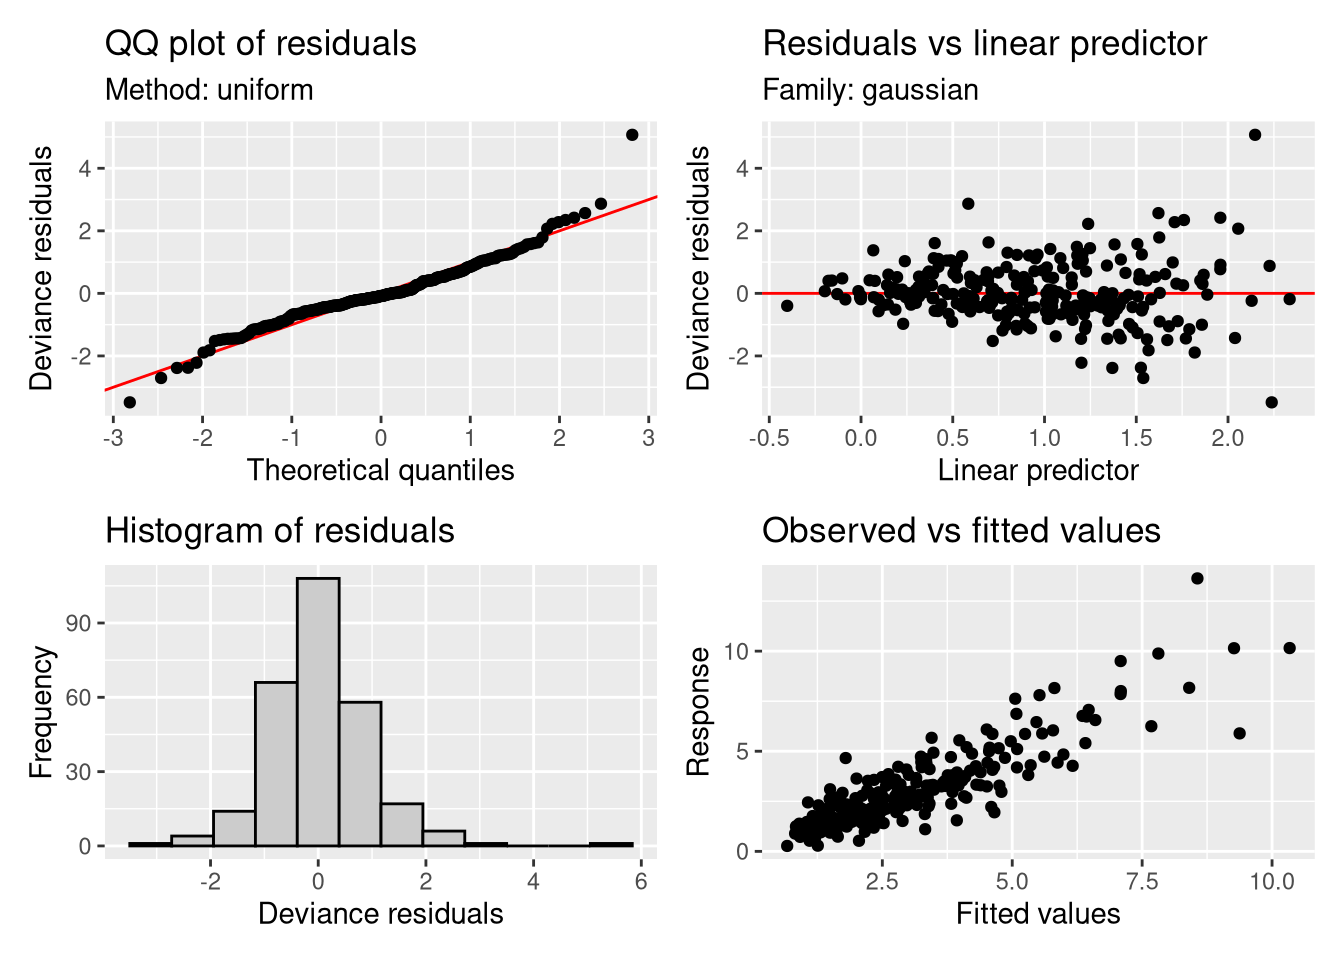 QQ plot of residuals
Method: uniform
Deviance residuals
4
2
0
-2
-3 -2 -1 0 1 2 3
Theoretical quantiles
Residuals vs linear predictor
Family: gaussian
Deviance residuals
4
2
0
-2
-0.5 0.0 0.5 1.0 1.5 2.0
Linear predictor
Histogram of residuals
Frequency
90
60
30
0
-2 0 2 4 6
Deviance residuals
Observed vs fitted values
Response
10
5
0
2.5 5.0 7.5 10.0
Fitted values